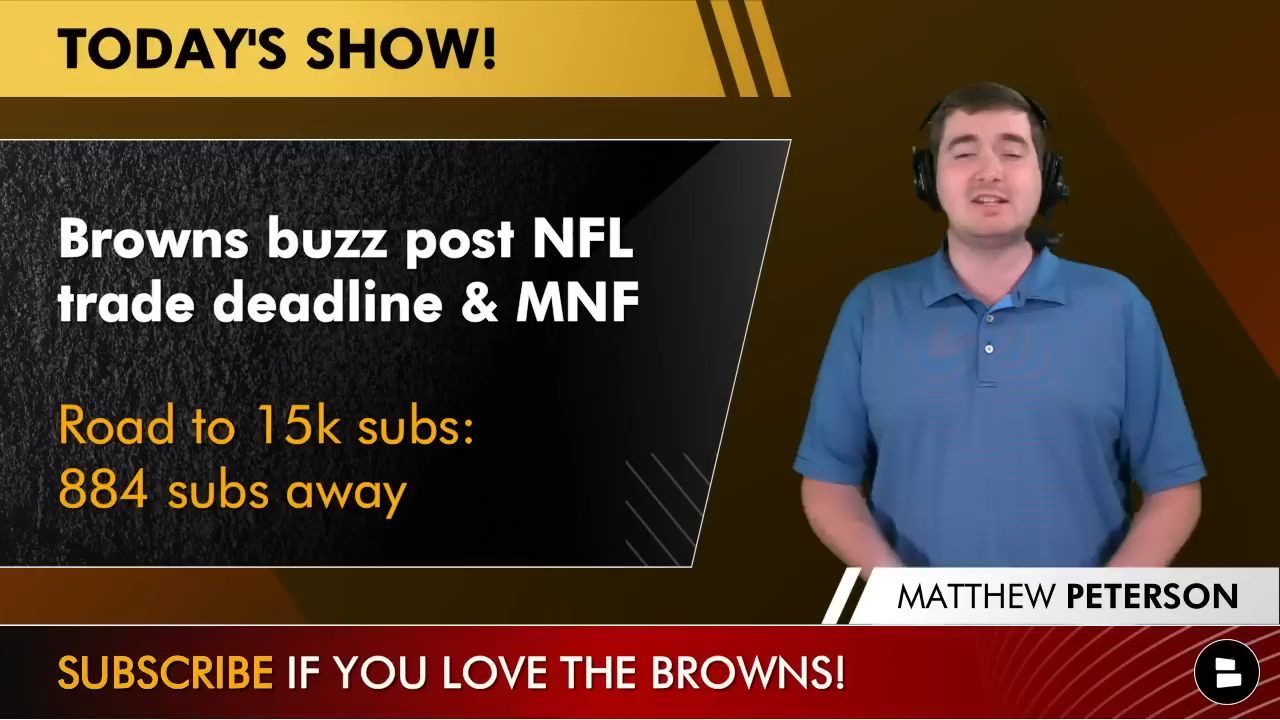 TODAY'S SHOW!
Browns buzz post NFL
trade deadline & MNF
Road to 15k subs:
884 subs away
MATTHEW PETERSON
SUBSCRIBE IF YOU LOVE THE BROWNS!